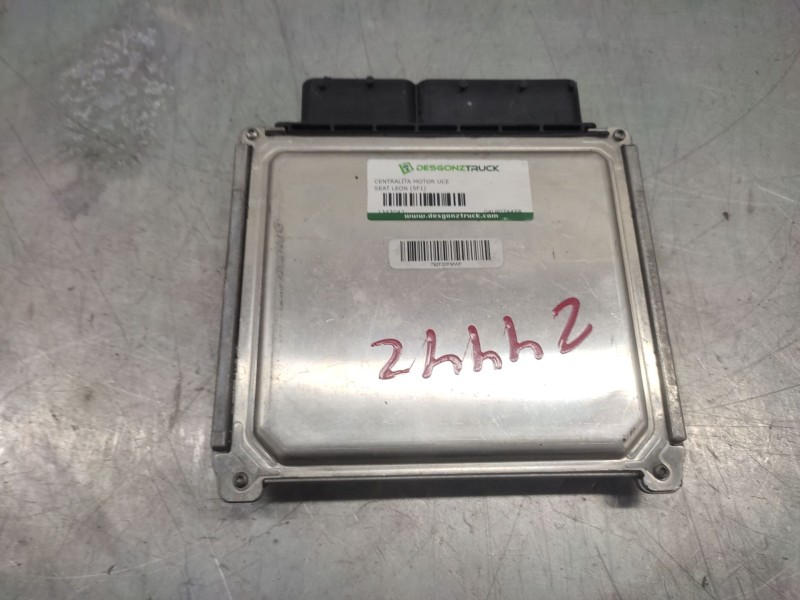 DESGONZTRUCK
CENTRALITA MOTOR UCE
SEAT LEON (5F1)
www.desgonztruck.com
24442